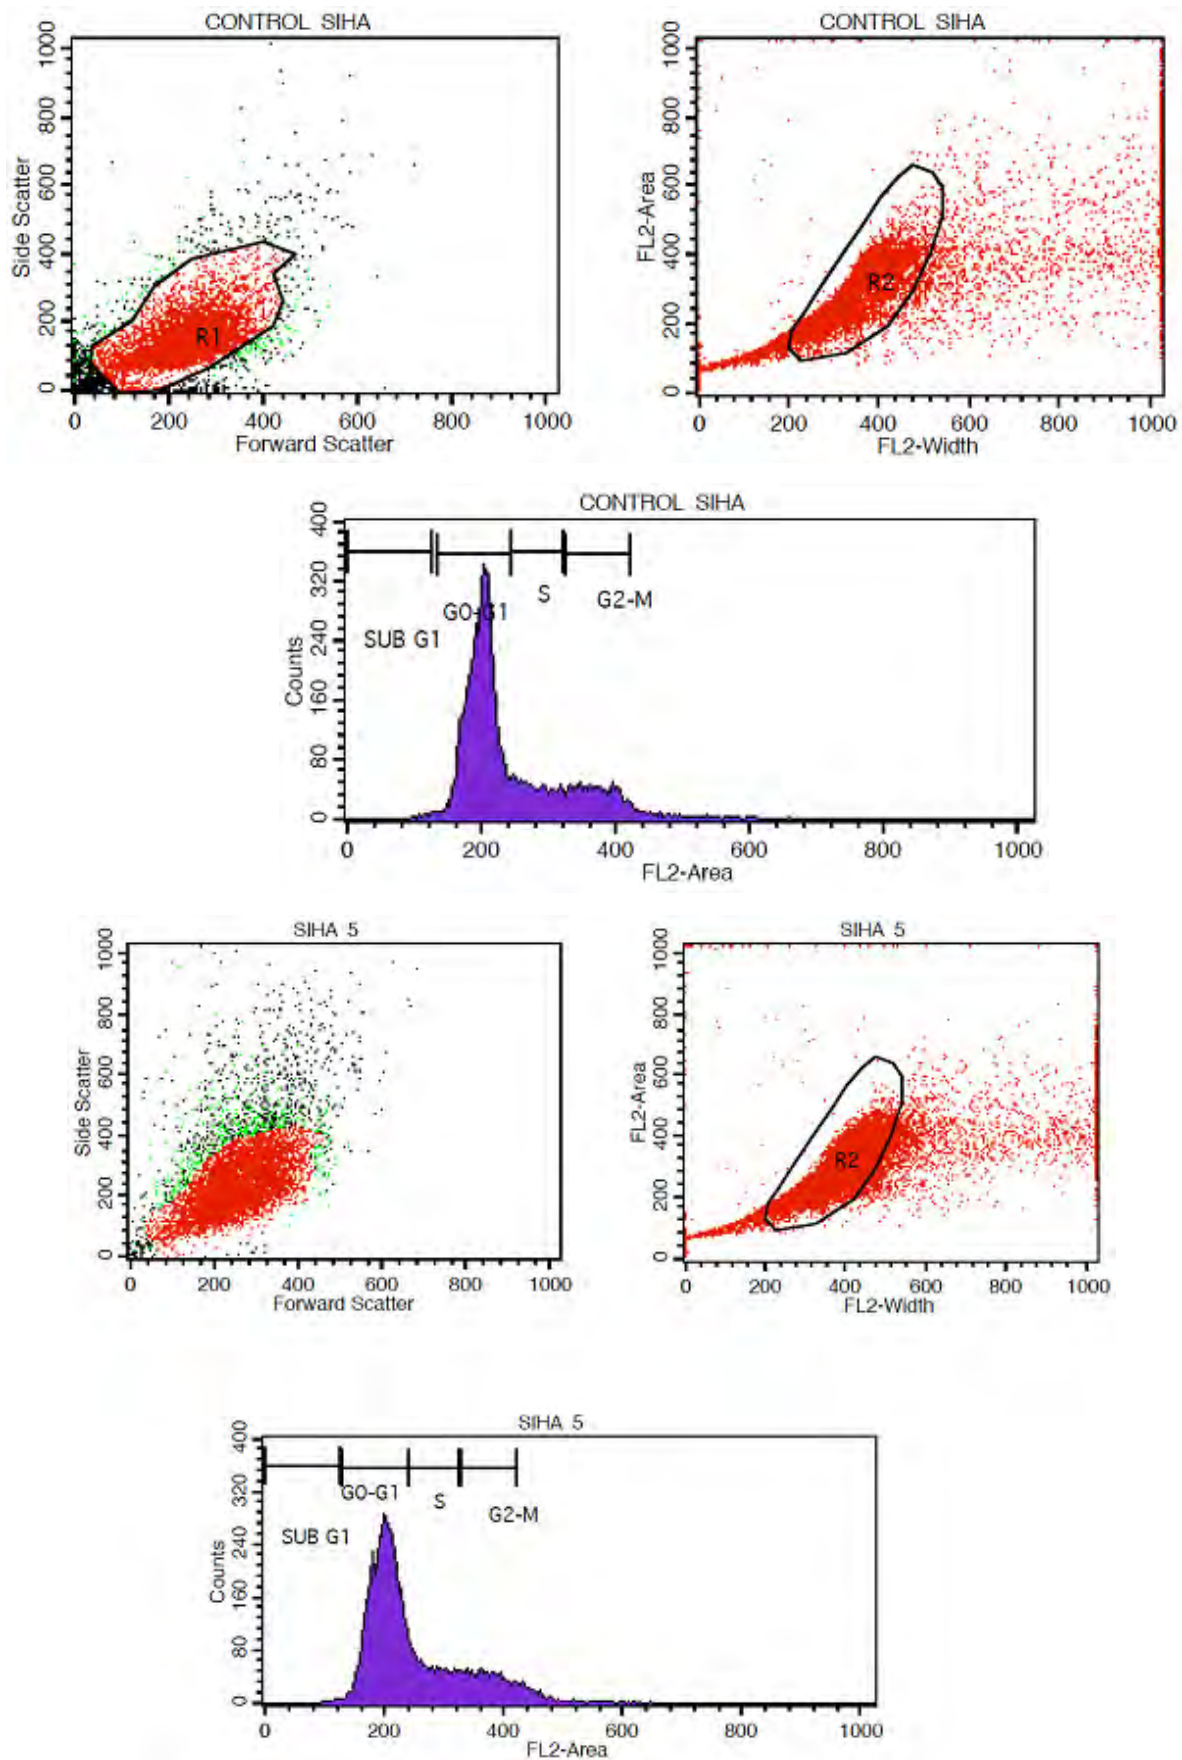 CONTROL SIHA
Side Scatter
1000
800
600
400
200
0
R1
0 200 400 600 800 1000
Forward Scatter
CONTROL SIHA
FL2-Area
1000
800
600
400
200
0
R2
0 200 400 600 800 1000
FL2-Width
CONTROL SIHA
Counts
400
320
240
160
80
0
SUB G1
GO-G1
S
G2-M
0 200 400 600 800 1000
FL2-Area
SIHA 5
Side Scatter
1000
800
600
400
200
0
0 200 400 600 800 1000
Forward Scatter
SIHA 5
FL2-Area
1000
800
600
400
200
0
R2
0 200 400 600 800 1000
FL2-Width
SIHA 5
Counts
400
320
240
160
80
0
SUB G1
GO-G1
S
G2-M
0 200 400 600 800 1000
FL2-Area